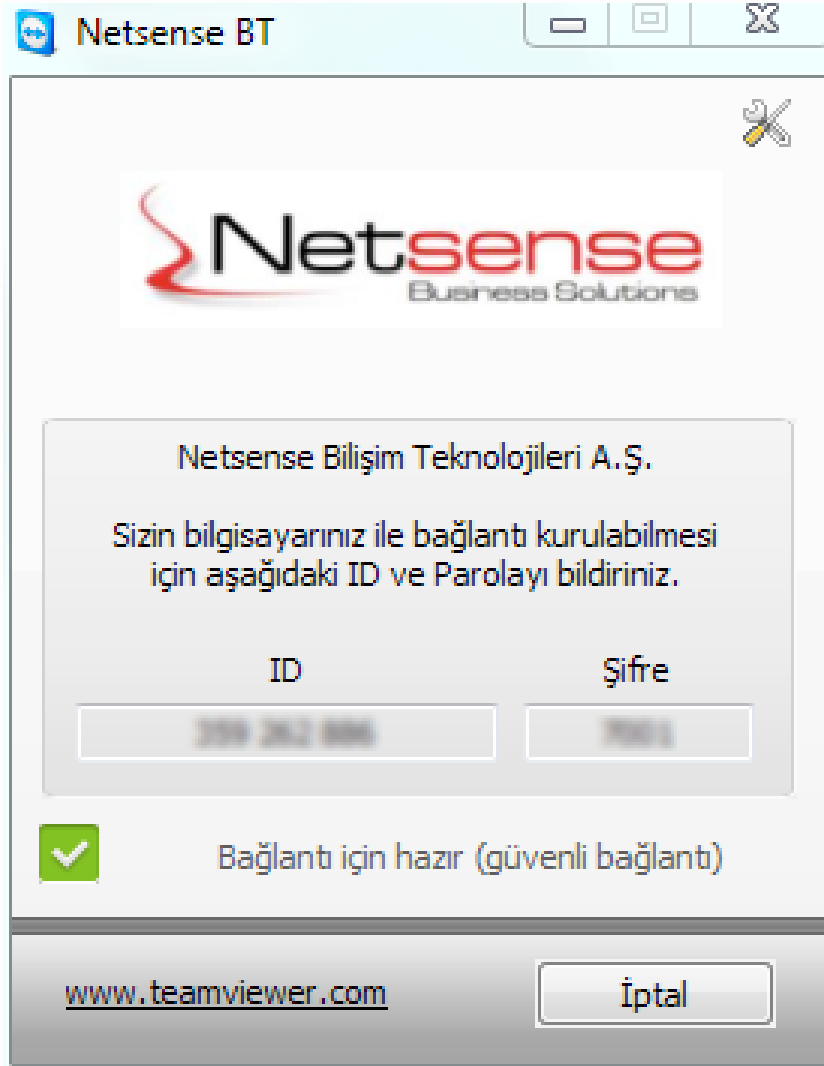 Netsense BT
Netsense
Business Solutions
Netsense Bilişim Teknolojileri A.Ş.
Sizin bilgisayarınız ile bağlantı kurulabilmesi
için aşağıdaki ID ve Parolayı bildiriniz.
ID Şifre
Bağlantı için hazır (güvenli bağlantı)
www.teamviewer.com İptal